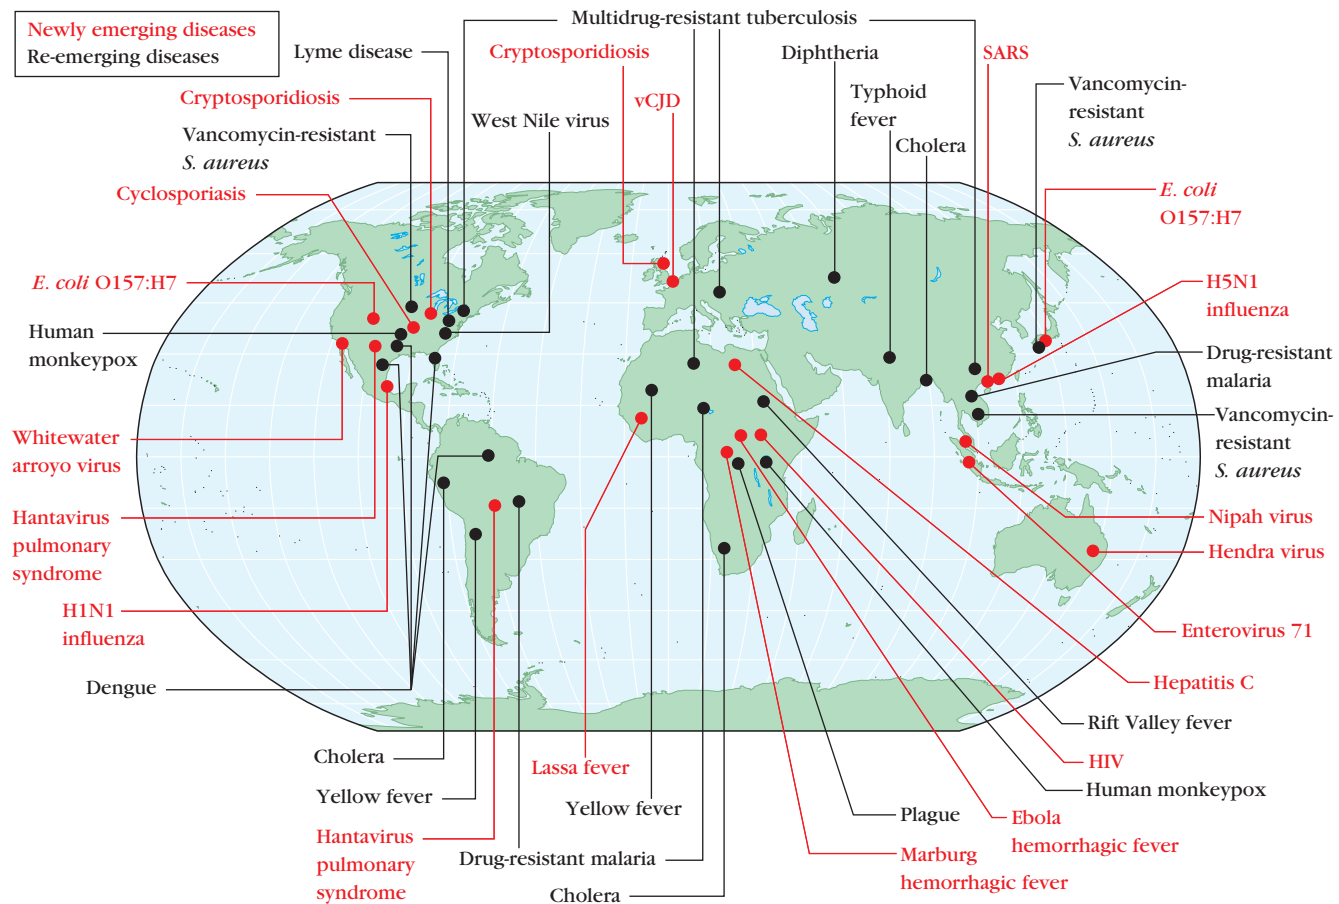 Newly emerging diseases
Re-emerging diseases
Multidrug-resistant tuberculosis
Lyme disease
Cryptosporidiosis
Diphtheria
SARS
Cryptosporidiosis
vCJD
Typhoid
fever
Vancomycin-
resistant
S. aureus
Vancomycin-resistant
S. aureus
West Nile virus
Cholera
Cyclosporiasis
E. coli
O157:H7
E. coli O157:H7
H5N1
influenza
Human
monkeypox
Drug-resistant
malaria
Whitewater
arroyo virus
Vancomycin-
resistant
S. aureus
Hantavirus
pulmonary
syndrome
Nipah virus
Hendra virus
H1N1
influenza
Enterovirus 71
Dengue
Hepatitis C
Rift Valley fever
Cholera
Lassa fever
HIV
Yellow fever
Yellow fever
Human monkeypox
Plague
Ebola
hemorrhagic fever
Hantavirus
pulmonary
syndrome
Drug-resistant malaria
Marburg
hemorrhagic fever
Cholera